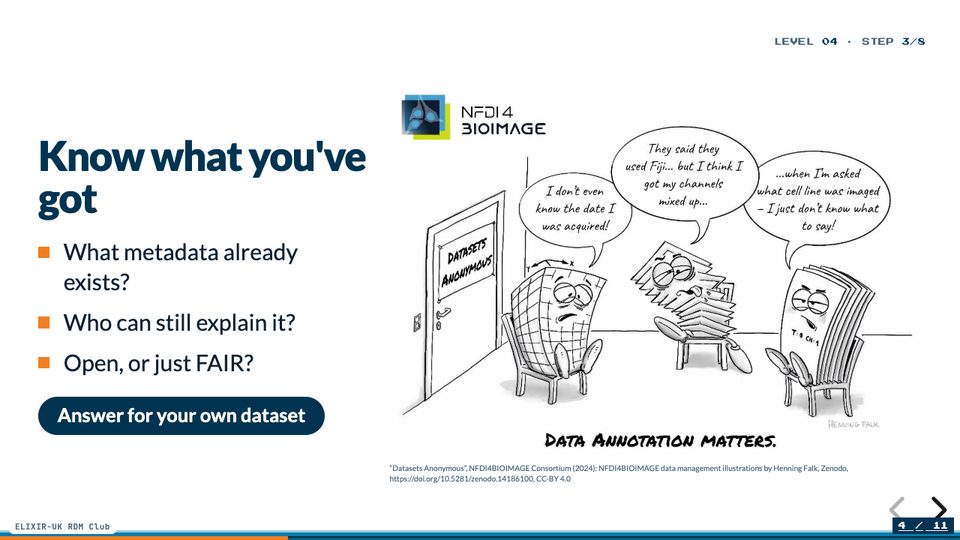 LEVEL 04 · STEP 3/8
Know what you've
got
What metadata already
exists?
Who can still explain it?
Open, or just FAIR?
Answer for your own dataset
NFDI4
BIOIMAGE
DATASETS
ANONYMOUS
I don't even
know the date I
was acquired!
They said they
used Fiji... but I think I
got my channels
mixed up...
...when I'm asked
what cell line was imaged
– I just don't know what
to say!
Y
X
HENNING FALK
DATA ANNOTATION MATTERS.
"Datasets Anonymous", NFDI4BIOIMAGE Consortium (2024): NFDI4BIOIMAGE data management illustrations by Henning Falk, Zenodo,
https://doi.org/10.5281/zenodo.14186100, CC-BY 4.0
ELIXIR-UK RDM Club
4 / 11